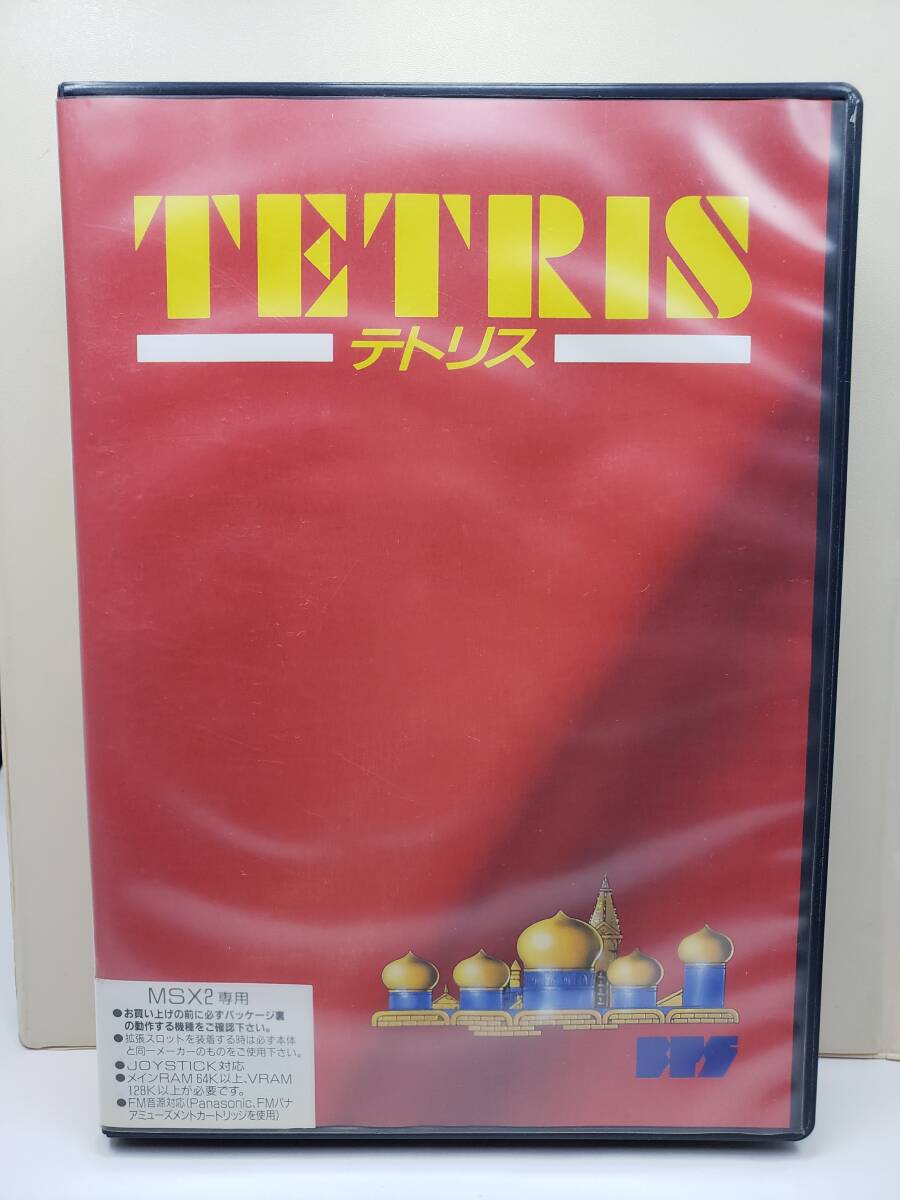 TETRIS
テトリス
BPS
MSX2専用
●お買い上げの前に必ずパッケージ裏
の動作する機種をご確認下さい。
●拡張スロットを装着する時は必ず本体
と同一メーカーのものをご使用下さい。
●JOYSTICK対応
●メインRAM 64K以上、VRAM
128K以上が必要です。
●FM音源対応(Panasonic、FMパナ
アミューズメントカートリッジを使用)